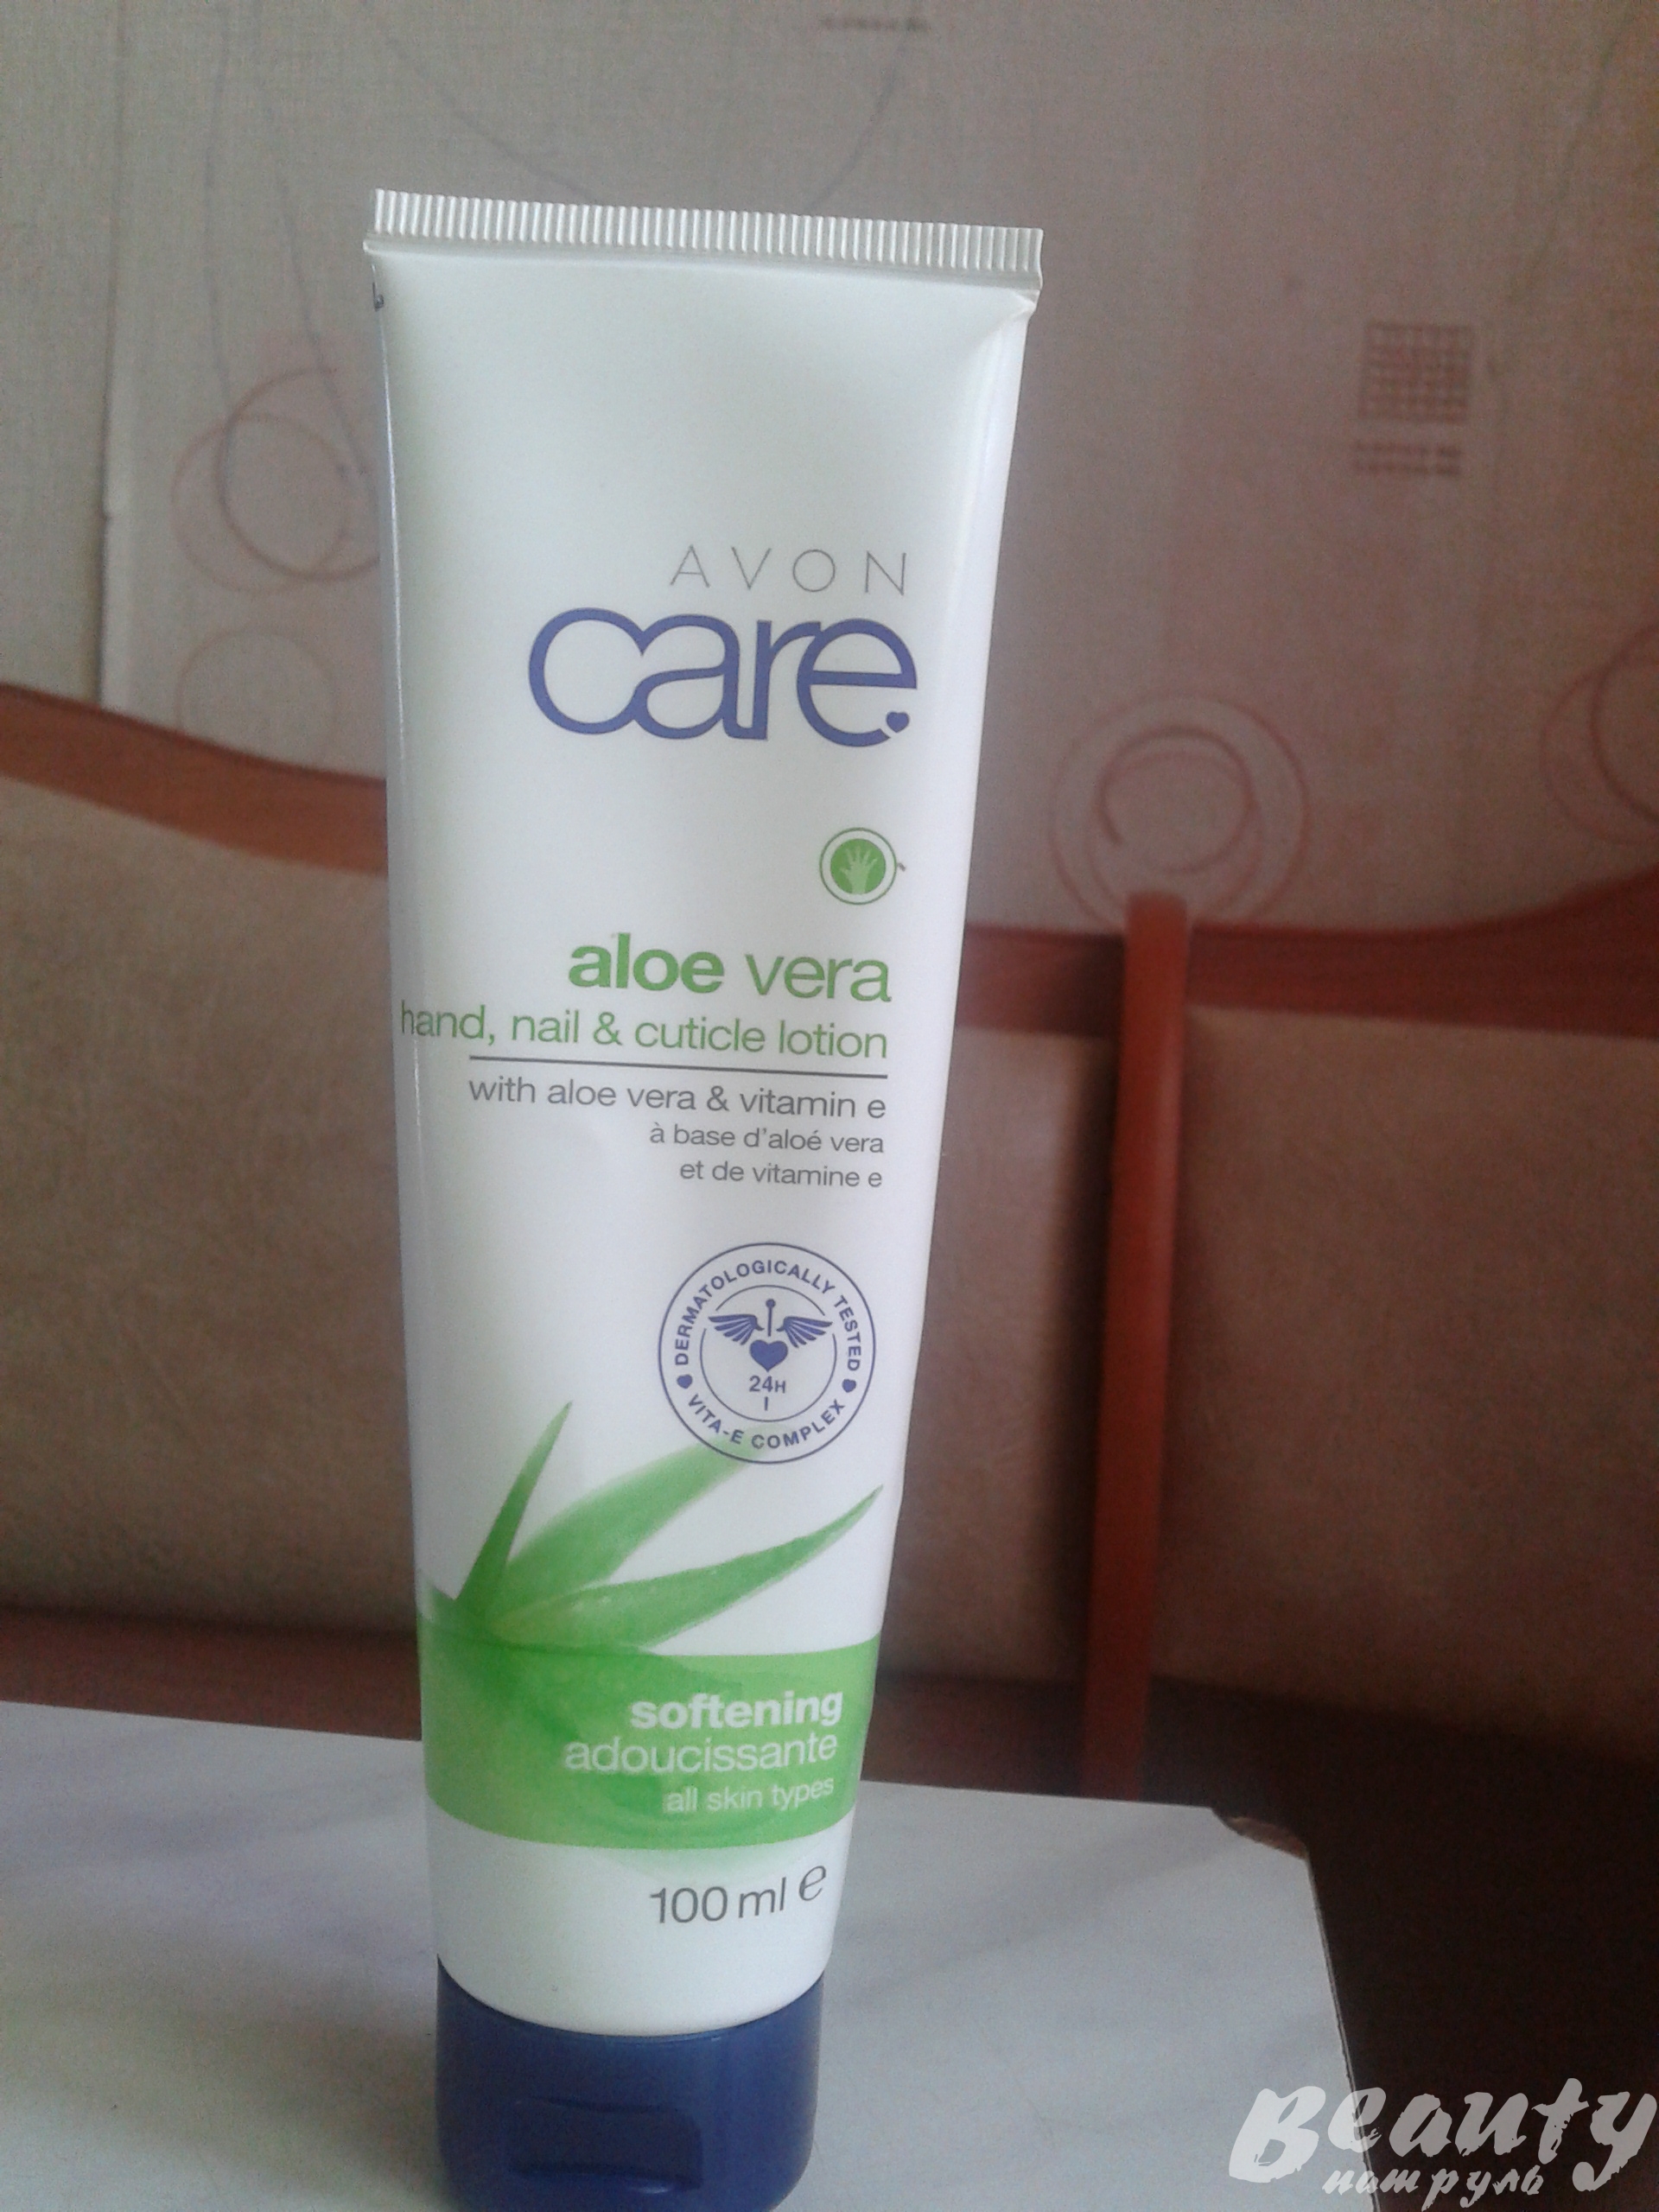 AVON
care
aloe vera
hand, nail & cuticle lotion
with aloe vera & vitamin e
à base d'aloé vera
et de vitamine e
DERMATOLOGICALLY TESTED
24H
VITA-E COMPLEX
softening
adoucissante
all skin types
100 ml e
Beauty
патруль